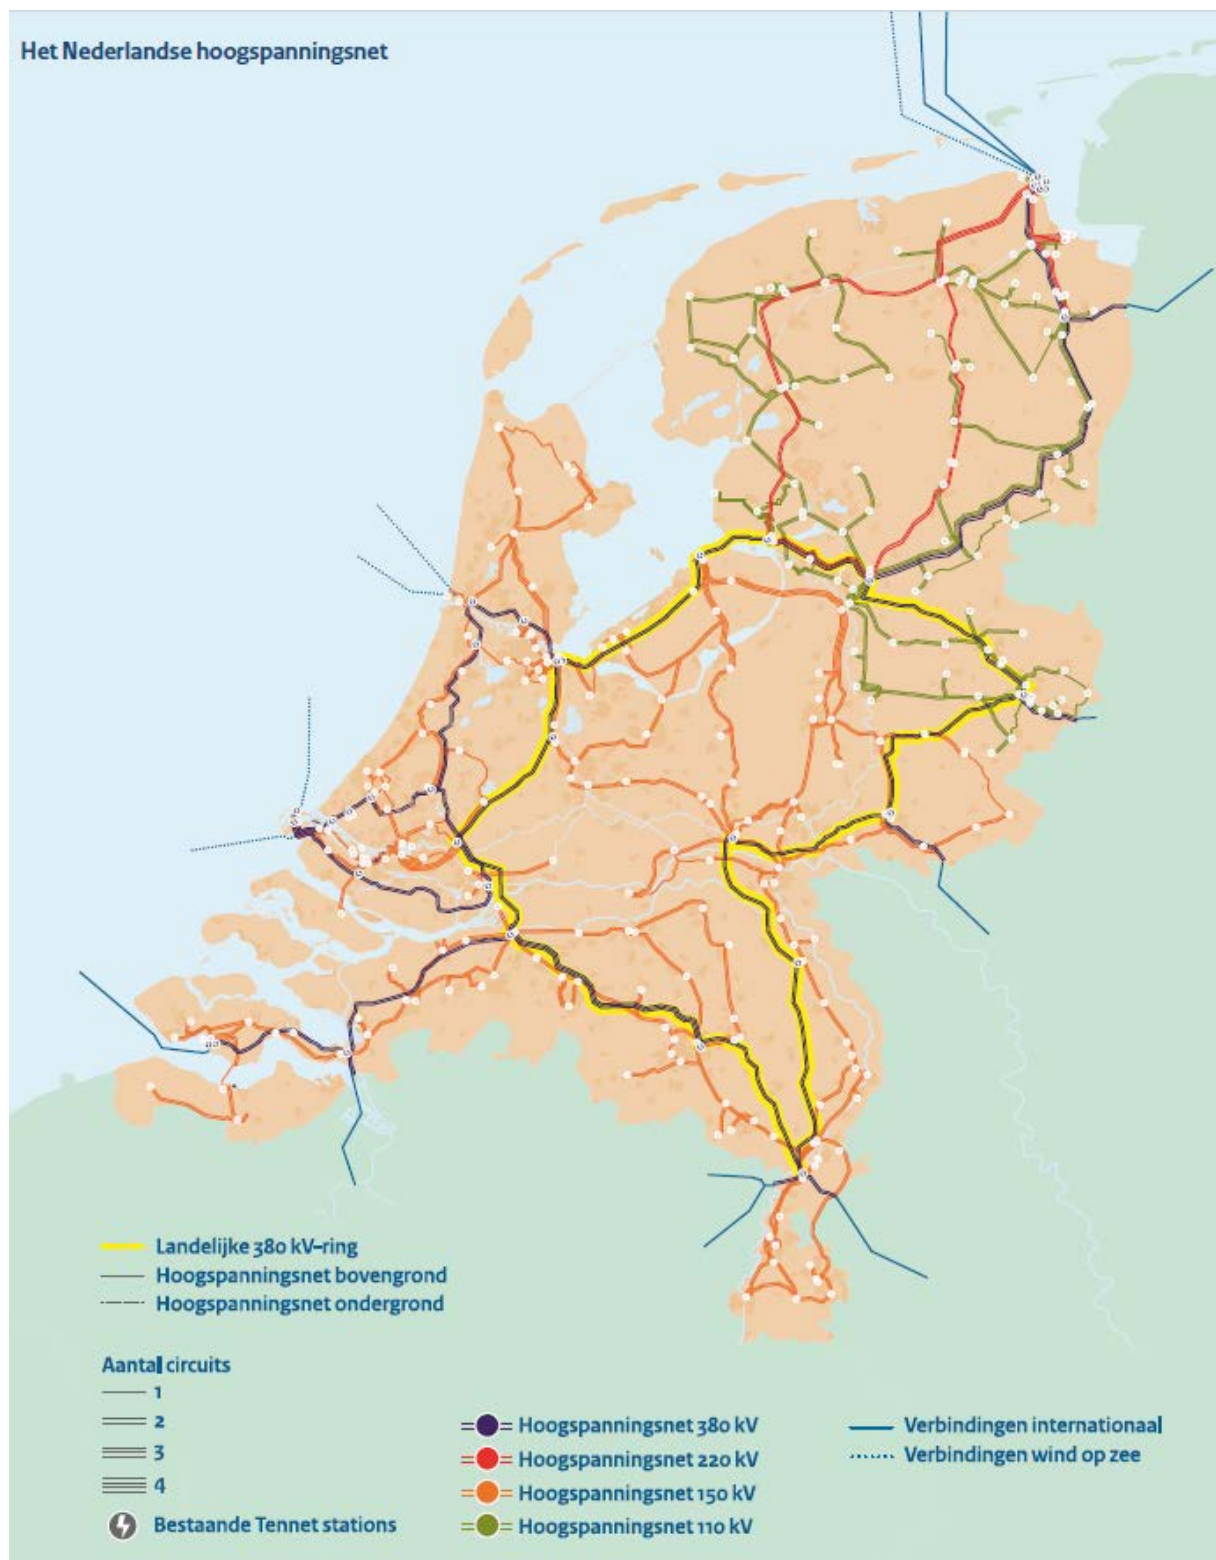 Het Nederlandse hoogspanningsnet
Landelijke 380 kV-ring
Hoogspanningsnet bovengrond
Hoogspanningsnet ondergrond
Aantal circuits
1
2
3
4
Bestaande Tennet stations
Hoogspanningsnet 380 kV
Hoogspanningsnet 220 kV
Hoogspanningsnet 150 kV
Hoogspanningsnet 110 kV
Verbindingen internationaal
Verbindingen wind op zee